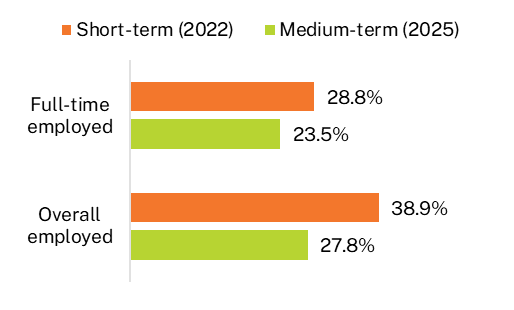 Short-term (2022) Medium-term (2025)
Full-time
employed
28.8%
23.5%
Overall
employed
38.9%
27.8%